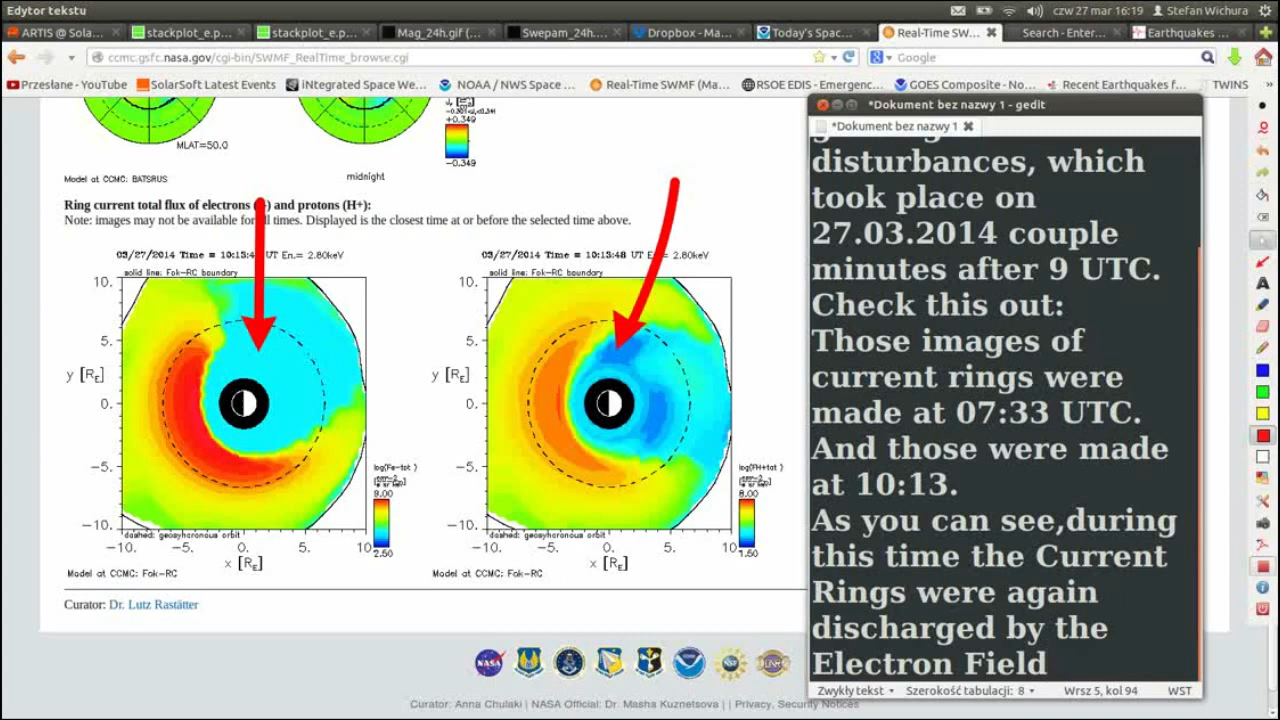 Edytor tekstu
czw 27 mar 16:19
Stefan Wichura
ARTIS @ Sola...
stackplot_e.p...
stackplot_e.p...
Mag_24h.gif (...
Swepam_24h....
Dropbox - Ma...
Today's Spac...
Real-Time SW...
Search - Enter...
Earthquakes ...
ccmc.gsfc.nasa.gov/cgi-bin/SWMF_RealTime_browse.cgi
Google
Przesłane - YouTube
SolarSoft Latest Events
iNtegrated Space We...
NOAA / NWS Space ...
Real-Time SWMF (Ma...
RSOE EDIS - Emergenc...
GOES Composite - No...
Recent Earthquakes f...
TWINS
*Dokument bez nazwy 1 - gedit
*Dokument bez nazwy 1
+0.349
-0.349
MLAT=50.0
midnight
Model at CCMC: BATSRUS
Ring current total flux of electrons and protons (H+):
Note: images may not be available for all times. Displayed is the closest time at or before the selected time above.
03/27/2014 Time = 10:13:48 UT En.= 2.80keV
solid line: Fok-RC boundary
10.
5.
0.
-5.
-10.
y [RE]
dashed: geosynchronous orbit
-10. -5. 0. 5. 10
x [RE]
log(Fe-tot )
9.00
2.50
Model at CCMC: Fok-RC
03/27/2014 Time = 10:13:48 UT En.= 2.80keV
solid line: Fok-RC boundary
10.
5.
0.
-5.
-10.
y [RE]
dashed: geosynchronous orbit
-10. -5. 0. 5. 10
x [RE]
log(FH+tot )
8.00
1.50
Model at CCMC: Fok-RC
Curator: Dr. Lutz Rastätter
NASA
Curator: Anna Chulaki | NASA Official: Dr. Masha Kuznetsova | | Privacy, Security Notices
disturbances, which
took place on
27.03.2014 couple
minutes after 9 UTC.
Check this out:
Those images of
current rings were
made at 07:33 UTC.
And those were made
at 10:13.
As you can see,during
this time the Current
Rings were again
discharged by the
Electron Field
Zwykły tekst
Szerokość tabulacji: 8
Wrsz 5, kol 94
WST